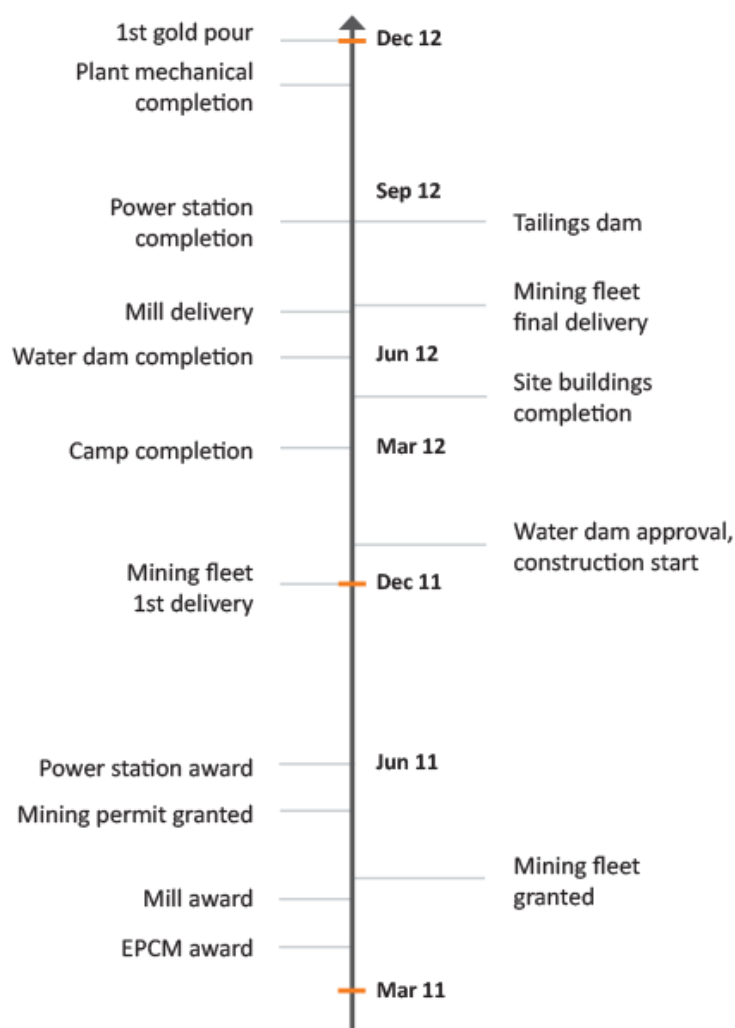 1st gold pour
Dec 12
Plant mechanical
completion
Sep 12
Power station
completion
Tailings dam
Mining fleet
final delivery
Mill delivery
Water dam completion
Jun 12
Site buildings
completion
Camp completion
Mar 12
Water dam approval,
construction start
Mining fleet
1st delivery
Dec 11
Power station award
Jun 11
Mining permit granted
Mining fleet
granted
Mill award
EPCM award
Mar 11